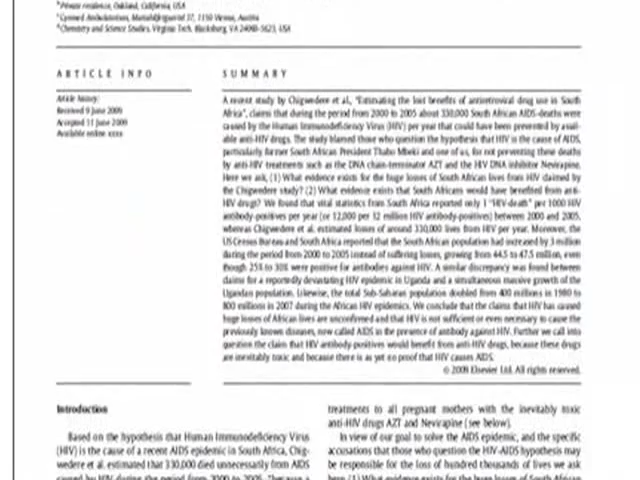 Private residence, Oakland, California, USA
Cynned Ambulatorium, Muristelfeigasse 37, 1150 Vienna, Austria
Chemistry and Science Studies, Virginia Tech, Blacksburg, VA 24060-5623, USA
ARTICLE INFO
SUMMARY
Article history:
Received 9 June 2009
Accepted 11 June 2009
Available online xxxx
A recent study by Chigwedere et al., "Estimating the lost benefits of antiretroviral drug use in South
Africa", claims that during the period from 2000 to 2005 about 330,000 South African AIDS-deaths were
caused by the Human Immunodeficiency Virus (HIV) per year that could have been prevented by avail-
able anti-HIV drugs. The study blamed those who question the hypothesis that HIV is the cause of AIDS,
particularly former South African President Thabo Mbeki and one of us, for not preventing these deaths
by anti-HIV treatments such as the DNA chain-terminator AZT and the HIV DNA inhibitor Nevirapine.
Here we ask, (1) What evidence exists for the huge losses of South African lives from HIV claimed by
the Chigwedere study? (2) What evidence exists that South Africans would have benefited from anti-
HIV drugs? We found that vital statistics from South Africa reported only 1 "HIV-death" per 1000 HIV
antibody-positives per year (or 12,000 per 12 million HIV antibody-positives) between 2000 and 2005,
whereas Chigwedere et al. estimated losses of around 330,000 lives from HIV per year. Moreover, the
US Census Bureau and South Africa reported that the South African population had increased by 3 million
during the period from 2000 to 2005 instead of suffering losses, growing from 44.5 to 47.5 million, even
though 25% to 30% were positive for antibodies against HIV. A similar discrepancy was found between
claims for a reportedly devastating HIV epidemic in Uganda and a simultaneous massive growth of the
Ugandan population. Likewise, the total Sub-Saharan population doubled from 400 millions in 1980 to
800 millions in 2007 during the African HIV epidemics. We conclude that the claims that HIV has caused
huge losses of African lives are unconfirmed and that HIV is not sufficient or even necessary to cause the
previously known diseases, now called AIDS in the presence of antibody against HIV. Further we call into
question the claim that HIV antibody-positives would benefit from anti-HIV drugs, because these drugs
are inevitably toxic and because there is as yet no proof that HIV causes AIDS.
© 2009 Elsevier Ltd. All rights reserved.
Introduction
Based on the hypothesis that Human Immunodeficiency Virus
(HIV) is the cause of a recent AIDS epidemic in South Africa, Chig-
wedere et al. estimated that 330,000 died unnecessarily from AIDS
caused by HIV during the period from 2000 to 2005. Because a
treatments to all pregnant mothers with the inevitably toxic
anti-HIV drugs AZT and Nevirapine (see below).
In view of our goal to solve the AIDS epidemic, and the specific
accusations that those who question the HIV-AIDS hypothesis may
be responsible for the loss of hundred thousands of lives we ask
here, (1) What evidence exists for the huge losses of South African